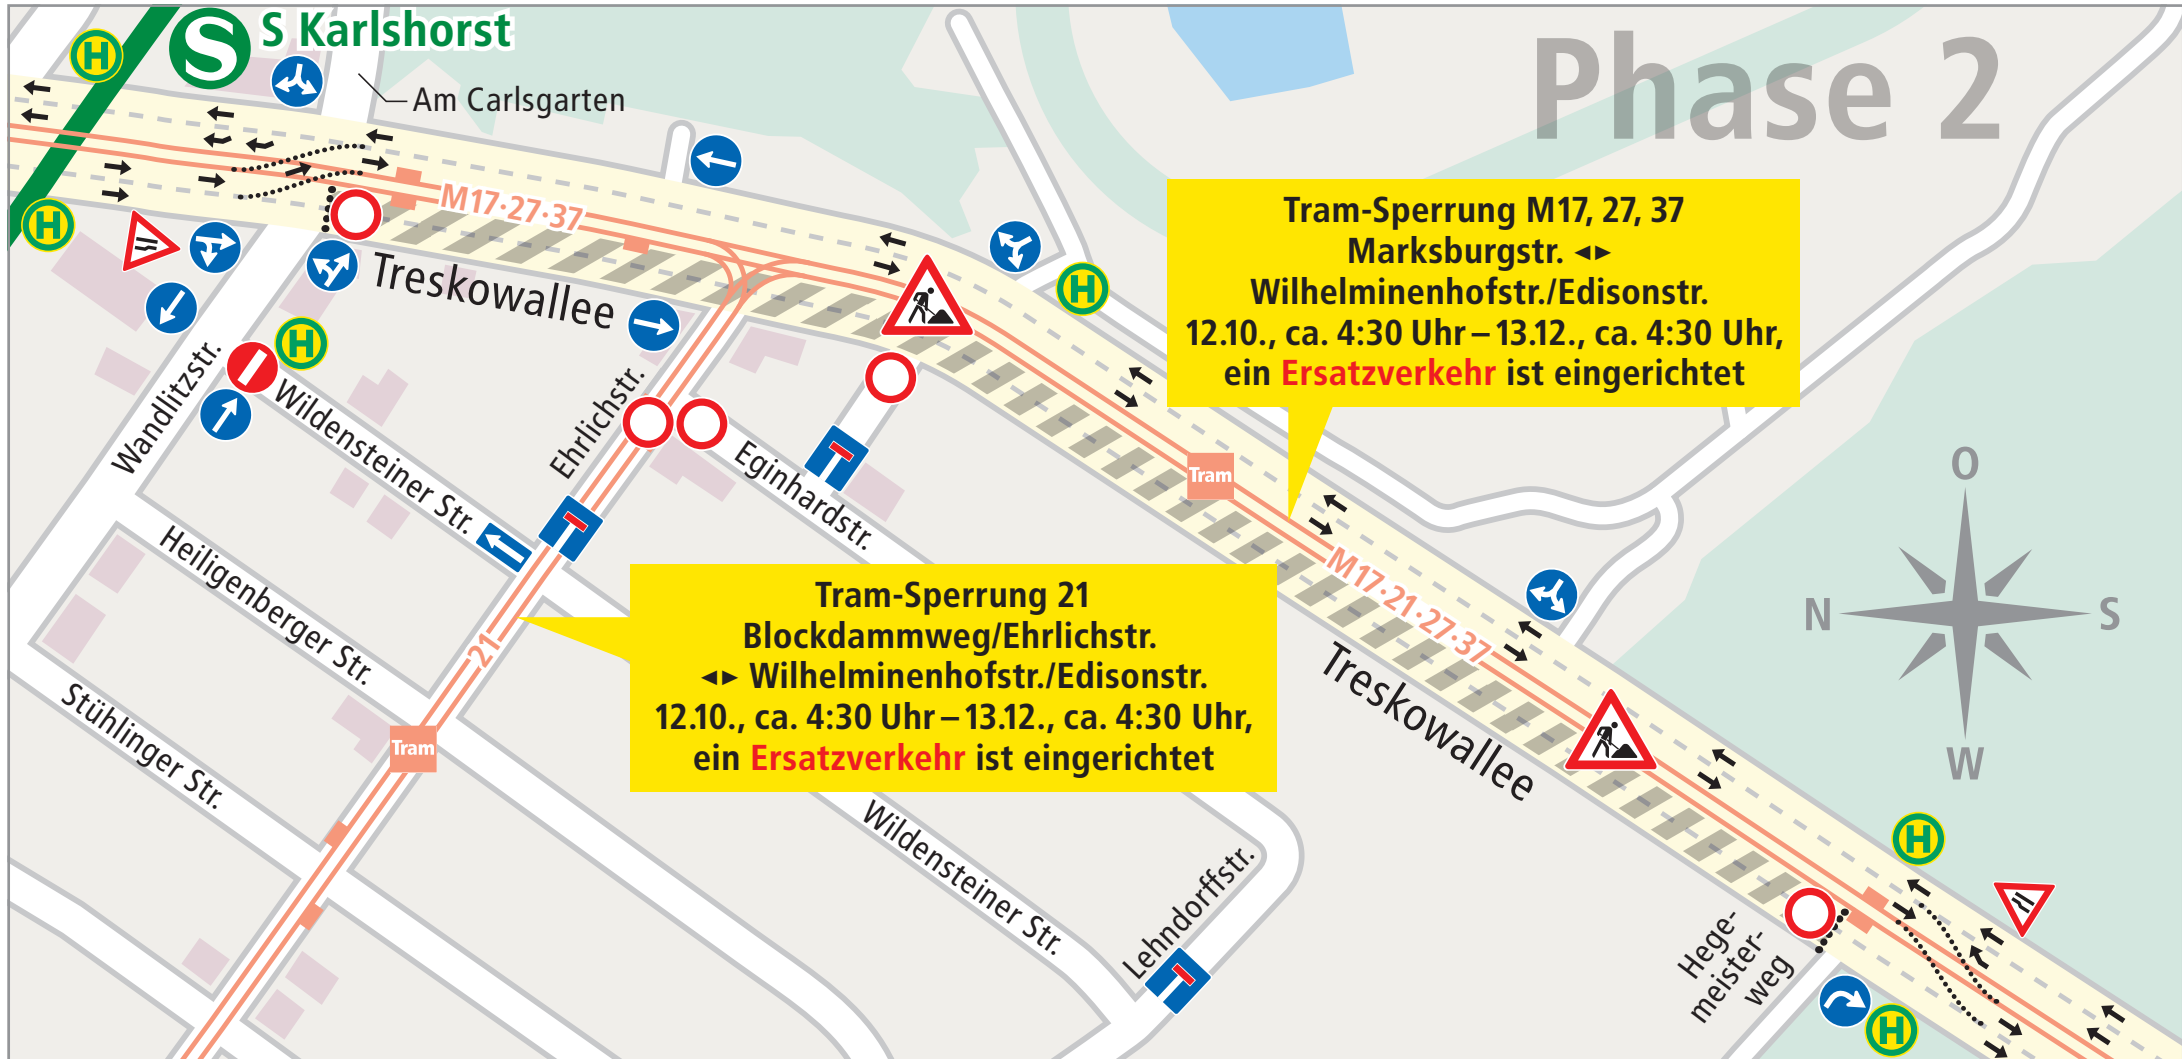 H
S
S Karlshorst
Am Carlsgarten
Phase 2
M17·27·37
H
Treskowallee
H
H
Tram-Sperrung M17, 27, 37
Marksburgstr. ◄►
Wilhelminenhofstr./Edisonstr.
12.10., ca. 4:30 Uhr – 13.12., ca. 4:30 Uhr,
ein Ersatzverkehr ist eingerichtet
Wandlitzstr.
Wildensteiner Str.
Ehrlichstr.
Eginhardstr.
Tram
Heiligenberger Str.
M17·21·27·37
O
N
S
W
Tram-Sperrung 21
Blockdammweg/Ehrlichstr.
◄► Wilhelminenhofstr./Edisonstr.
12.10., ca. 4:30 Uhr – 13.12., ca. 4:30 Uhr,
ein Ersatzverkehr ist eingerichtet
21
Treskowallee
Stühlinger Str.
Tram
Wildensteiner Str.
Lehndorffstr.
H
Hege-
meister-
weg
H